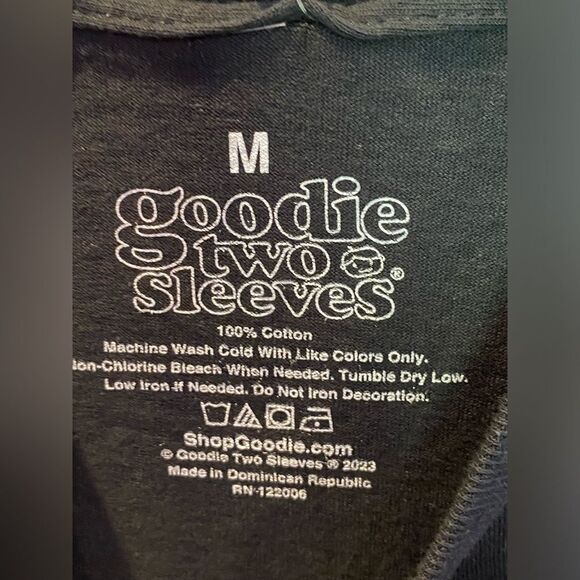 M
goodie
two
sleeves®
100% Cotton
Machine Wash Cold With Like Colors Only.
Non-Chlorine Bleach When Needed. Tumble Dry Low.
Low Iron If Needed. Do Not Iron Decoration.
ShopGoodie.com
© Goodie Two Sleeves ® 2023
Made in Dominican Republic
RN 122006